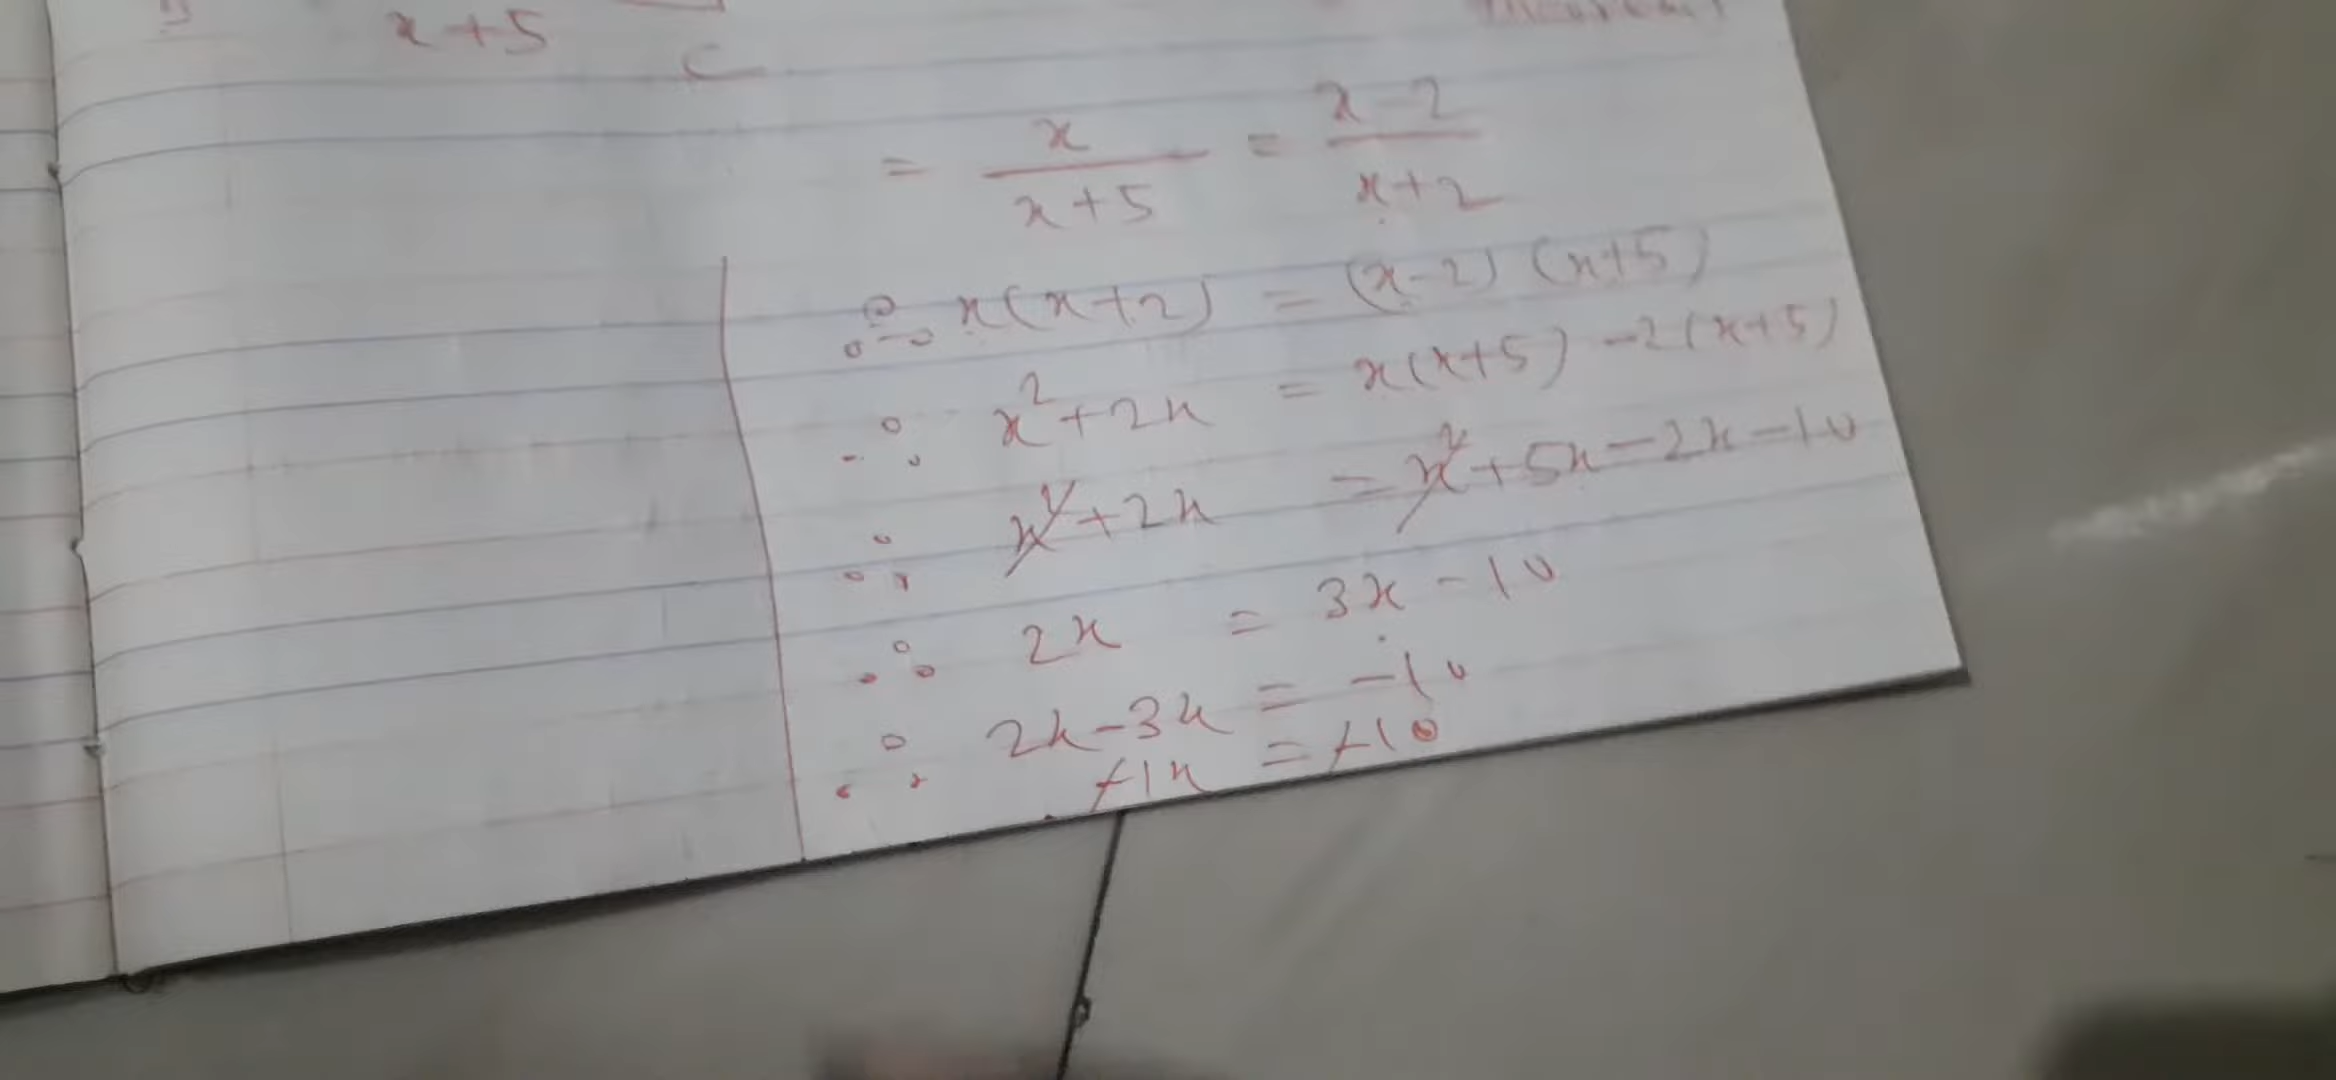 x+5
C
= x/(x+5) = (x-2)/(x+2)
∴ x(x+2) = (x-2) (x+5)
∴ x²+2x = x(x+5) -2(x+5)
∴ x²+2x = x²+5x-2x-10
∴ 2x = 3x-10
∴ 2x-3x = -10
-1x = -10